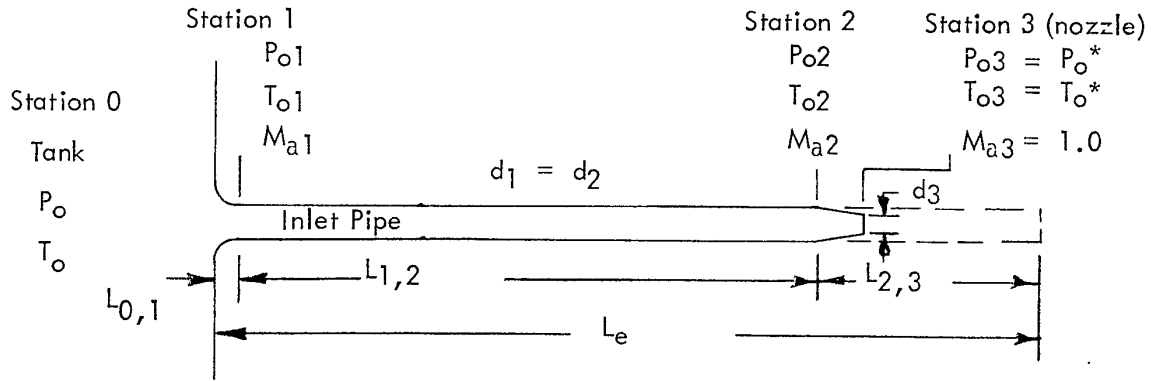 Station 1
Po1
To1
Ma1
Station 2
Po2
To2
Ma2
Station 3 (nozzle)
Po3 = Po*
To3 = To*
Ma3 = 1.0
Station 0
Tank
Po
To
d1 = d2
d3
Inlet Pipe
L0,1
L1,2
L2,3
Le